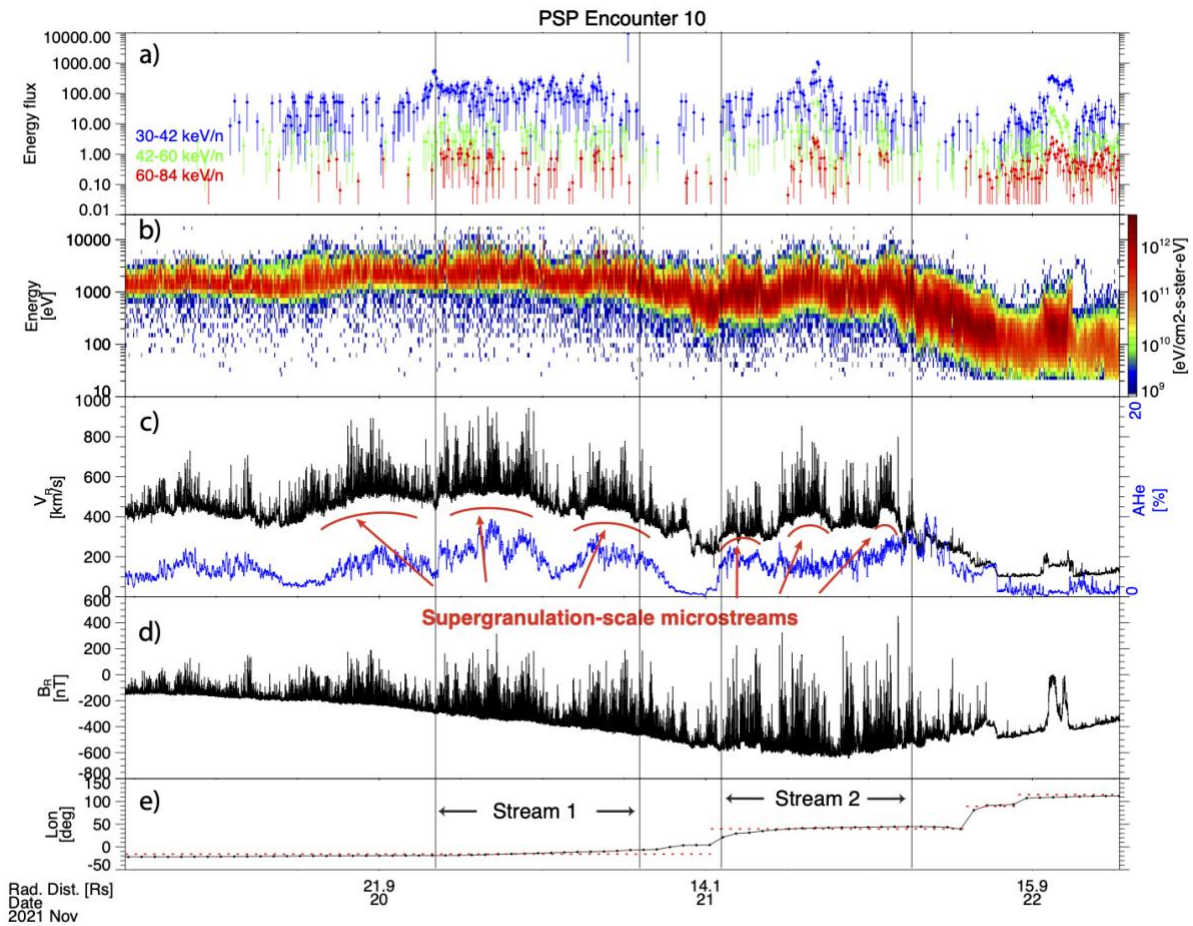 PSP Encounter 10
a)
Energy flux
10000.00
1000.00
100.00
10.00
1.00
0.10
0.01
30-42 keV/n
42-60 keV/n
60-84 keV/n
b)
Energy
[eV]
10000
1000
100
10
10¹²
10¹¹
10¹⁰
10⁹
[eV/cm2-s-ster-eV]
c)
V_R
[km/s]
1000
800
600
400
200
0
20
0
AHe
[%]
Supergranulation-scale microstreams
d)
B_R
[nT]
600
400
200
0
-200
-400
-600
-800
e)
Lon
[deg]
150
100
50
0
-50
Stream 1
Stream 2
Rad. Dist. [Rs] 21.9 14.1 15.9
Date 20 21 22
2021 Nov